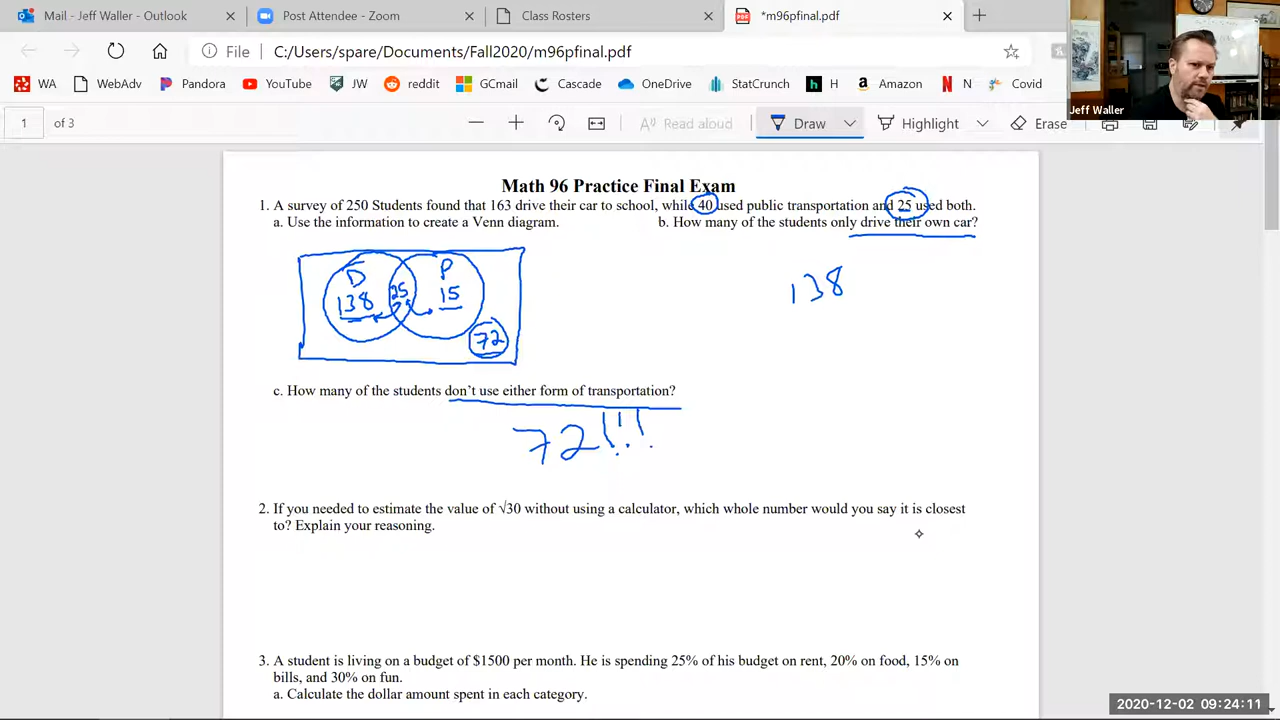 Mail - Jeff Waller - Outlook
Post Attendee - Zoom
Class Rosters
*m96pfinal.pdf
File
C:/Users/spare/Documents/Fall2020/m96pfinal.pdf
WA
WebAdv
Pandora
YouTube
JW
reddit
GCmail
Cascade
OneDrive
StatCrunch
H
Amazon
N
Covid
Jeff Waller
1 of 3
Read aloud
Draw
Highlight
Erase
Math 96 Practice Final Exam
1. A survey of 250 Students found that 163 drive their car to school, while 40 used public transportation and 25 used both.
a. Use the information to create a Venn diagram.
b. How many of the students only drive their own car?
D
P
138
25
15
72
138
c. How many of the students don't use either form of transportation?
72!!!
2. If you needed to estimate the value of √30 without using a calculator, which whole number would you say it is closest
to? Explain your reasoning.
3. A student is living on a budget of $1500 per month. He is spending 25% of his budget on rent, 20% on food, 15% on
bills, and 30% on fun.
a. Calculate the dollar amount spent in each category.
2020-12-02 09:24:11